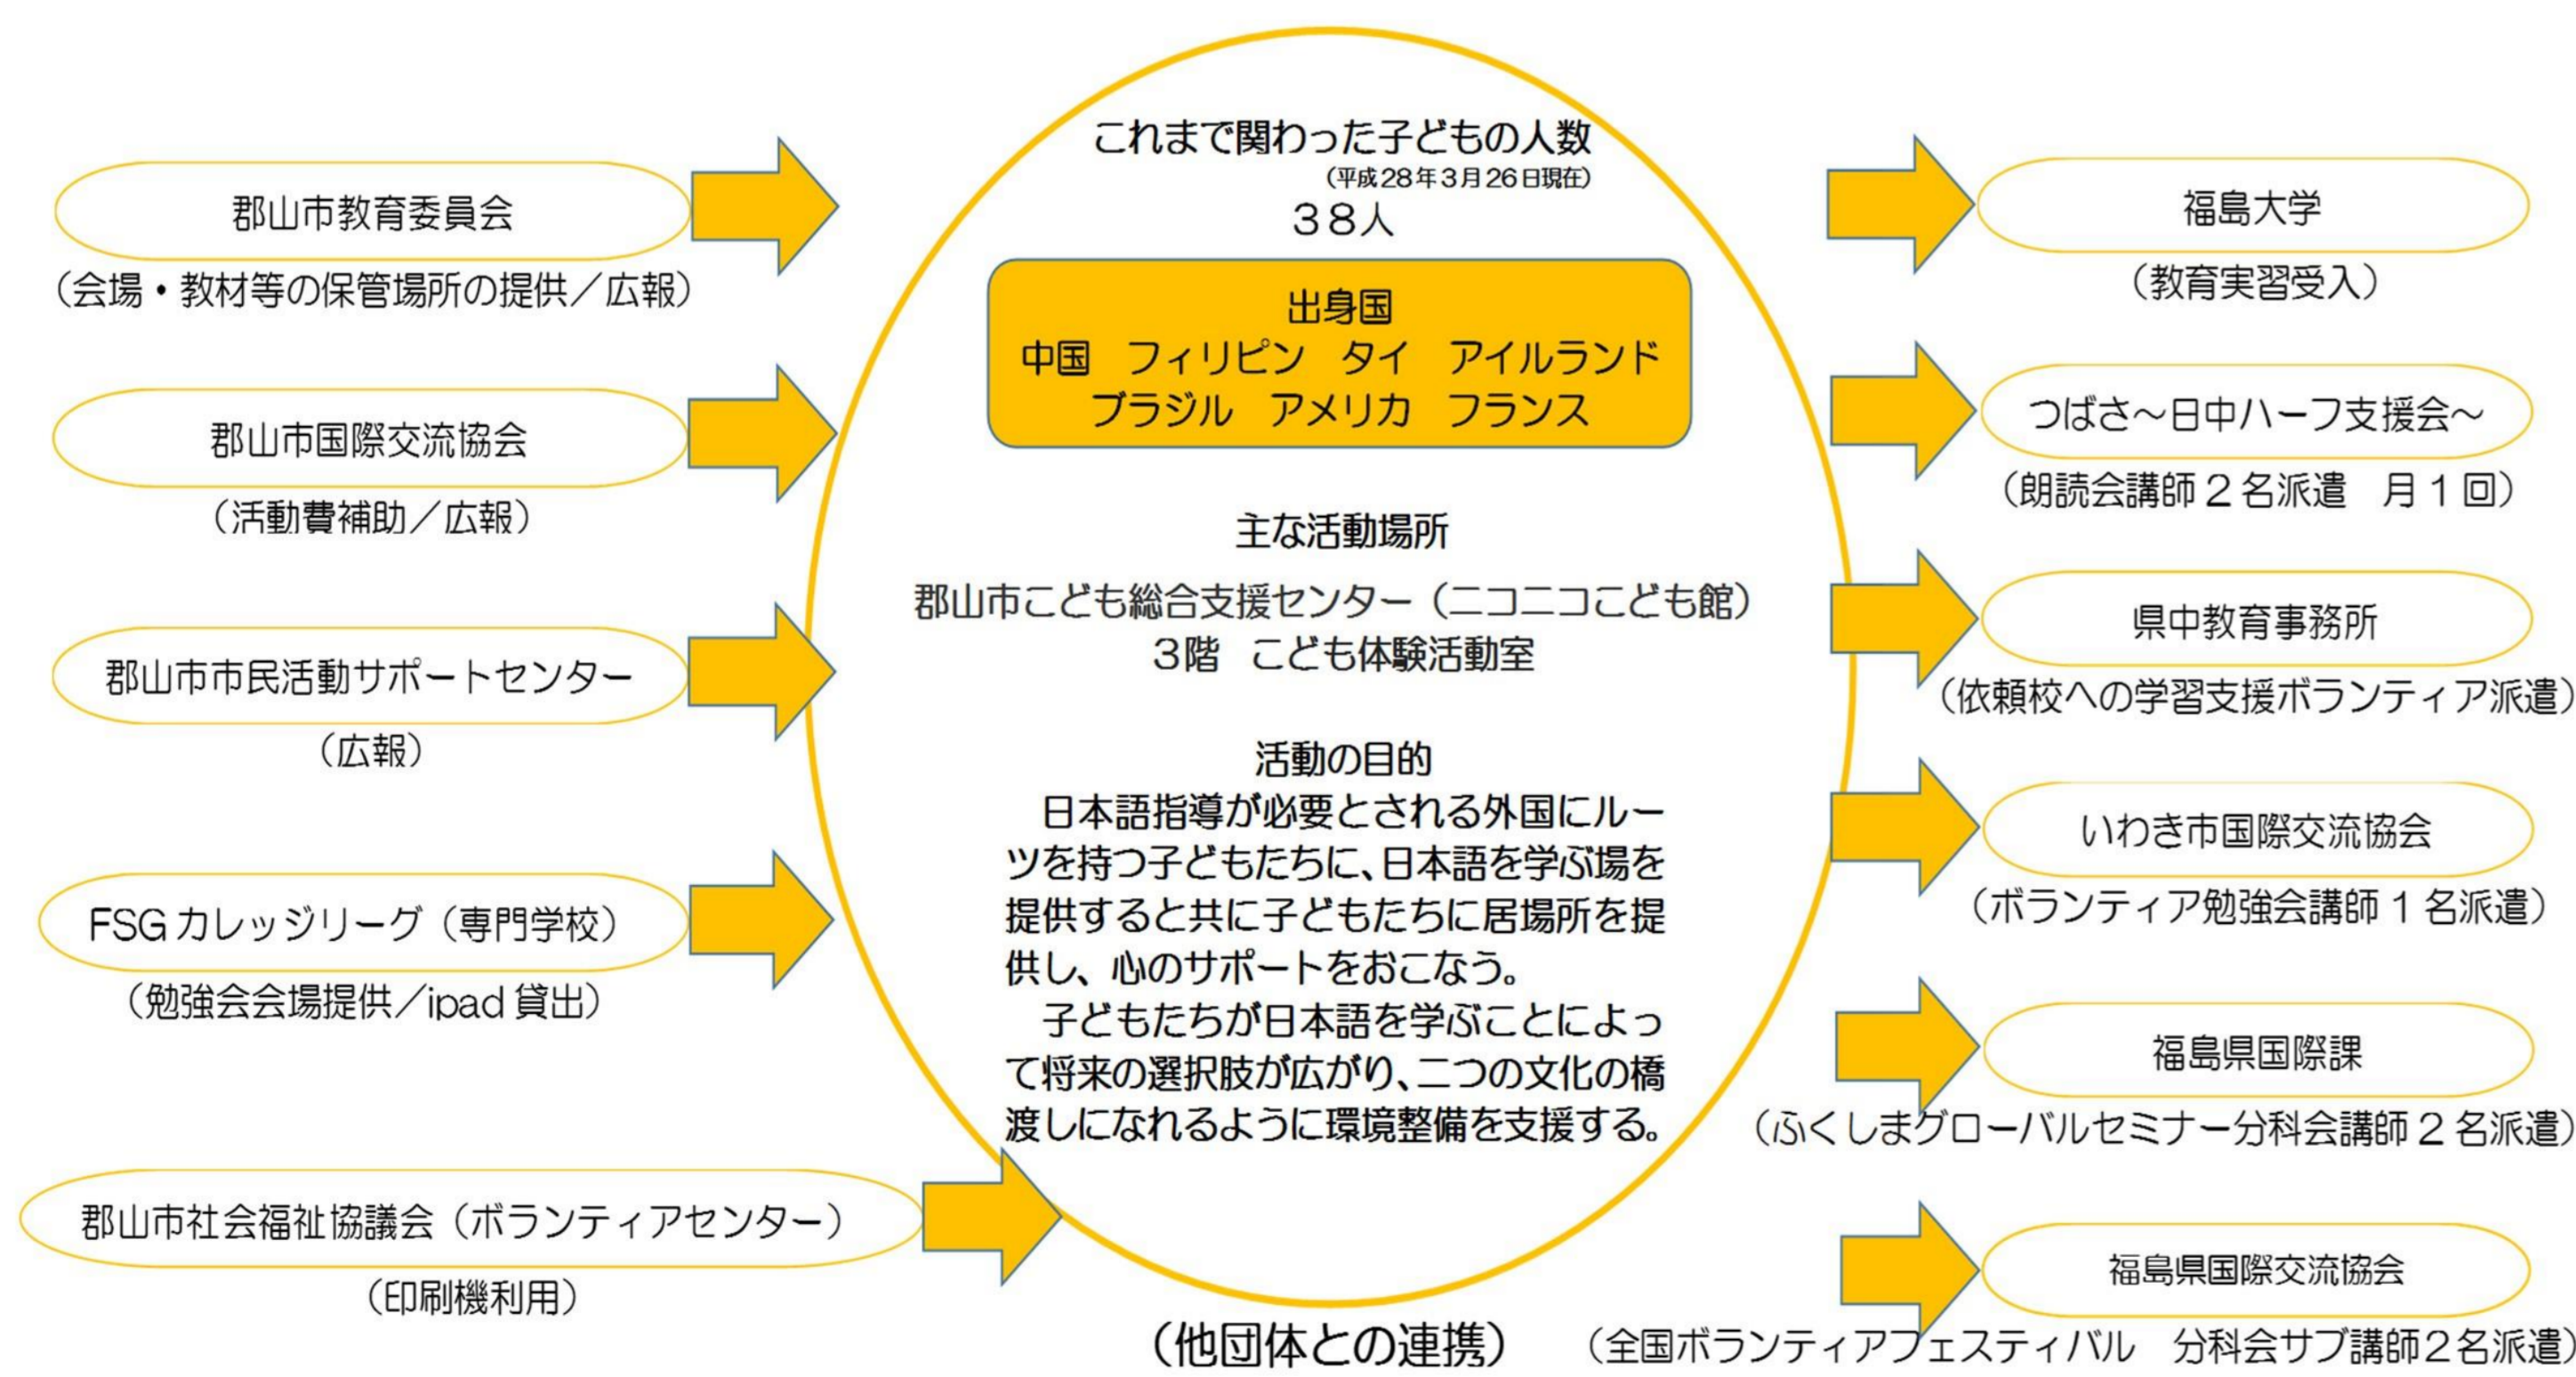 郡山市教育委員会
（会場・教材等の保管場所の提供／広報）
郡山市国際交流協会
（活動費補助／広報）
郡山市市民活動サポートセンター
（広報）
FSG カレッジリーグ（専門学校）
（勉強会会場提供／ipad 貸出）
郡山市社会福祉協議会（ボランティアセンター）
（印刷機利用）
これまで関わった子どもの人数
（平成28年3月26日現在）
３８人
出身国
中国　フィリピン　タイ　アイルランド
ブラジル　アメリカ　フランス
主な活動場所
郡山市こども総合支援センター（ニコニコこども館）
３階　こども体験活動室
活動の目的
　日本語指導が必要とされる外国にルー
ツを持つ子どもたちに、日本語を学ぶ場を
提供すると共に子どもたちに居場所を提
供し、心のサポートをおこなう。
　子どもたちが日本語を学ぶことによっ
て将来の選択肢が広がり、二つの文化の橋
渡しになれるように環境整備を支援する。
（他団体との連携）
福島大学
（教育実習受入）
つばさ～日中ハーフ支援会～
（朗読会講師２名派遣　月１回）
県中教育事務所
（依頼校への学習支援ボランティア派遣）
いわき市国際交流協会
（ボランティア勉強会講師１名派遣）
福島県国際課
（ふくしまグローバルセミナー分科会講師２名派遣）
福島県国際交流協会
（全国ボランティアフェスティバル　分科会サブ講師２名派遣）